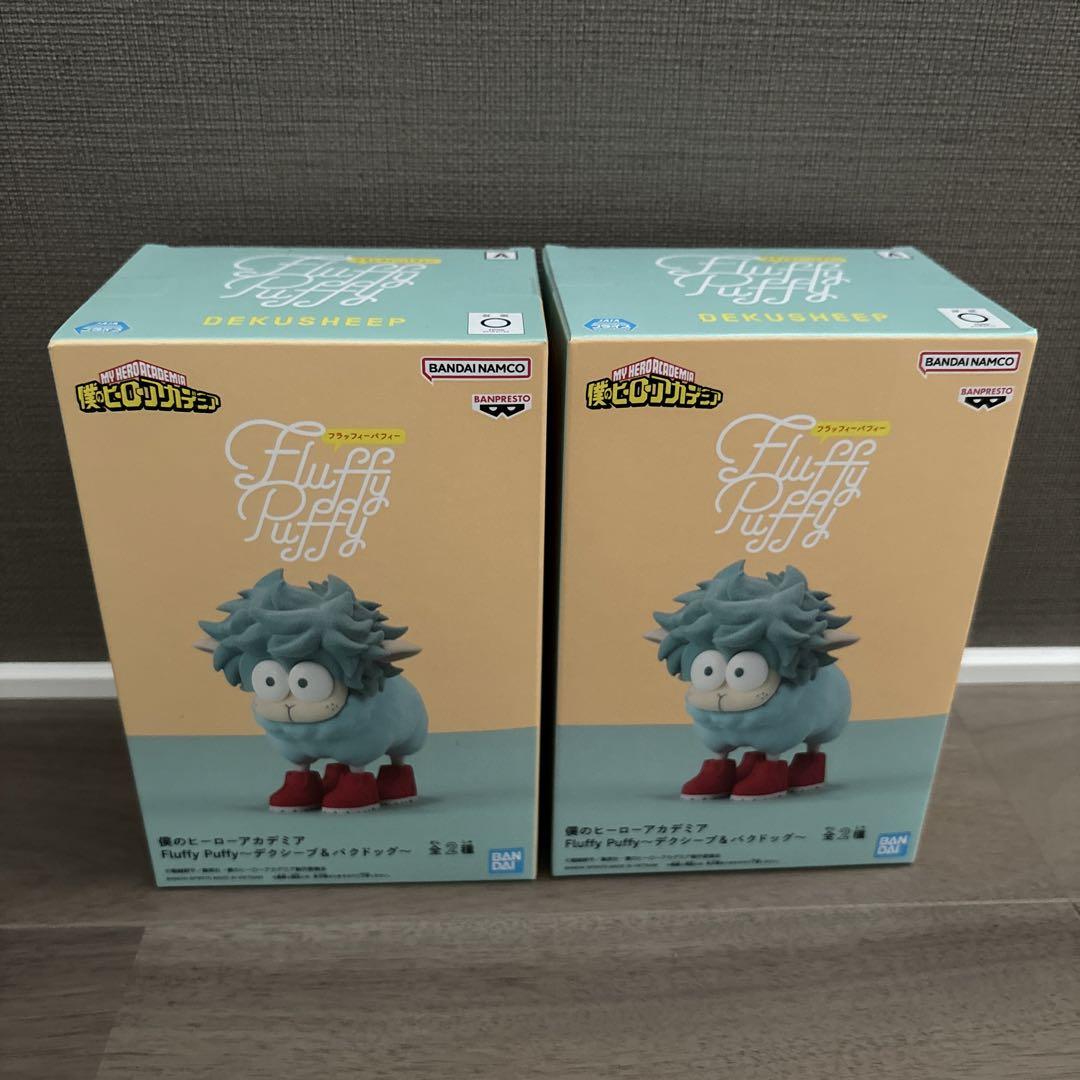 Fluffy
Puffy
DEKUSHEEP
A
MY HERO ACADEMIA
僕のヒーローアカデミア
BANDAI NAMCO
BANPRESTO
フラッフィーパフィー
Fluffy
Puffy
僕のヒーローアカデミア
Fluffy Puffy～デクシープ&バクドッグ～
全2種
BAN
DAI
Fluffy
Puffy
DEKUSHEEP
A
MY HERO ACADEMIA
僕のヒーローアカデミア
BANDAI NAMCO
BANPRESTO
フラッフィーパフィー
Fluffy
Puffy
僕のヒーローアカデミア
Fluffy Puffy～デクシープ&バクドッグ～
全2種
BAN
DAI